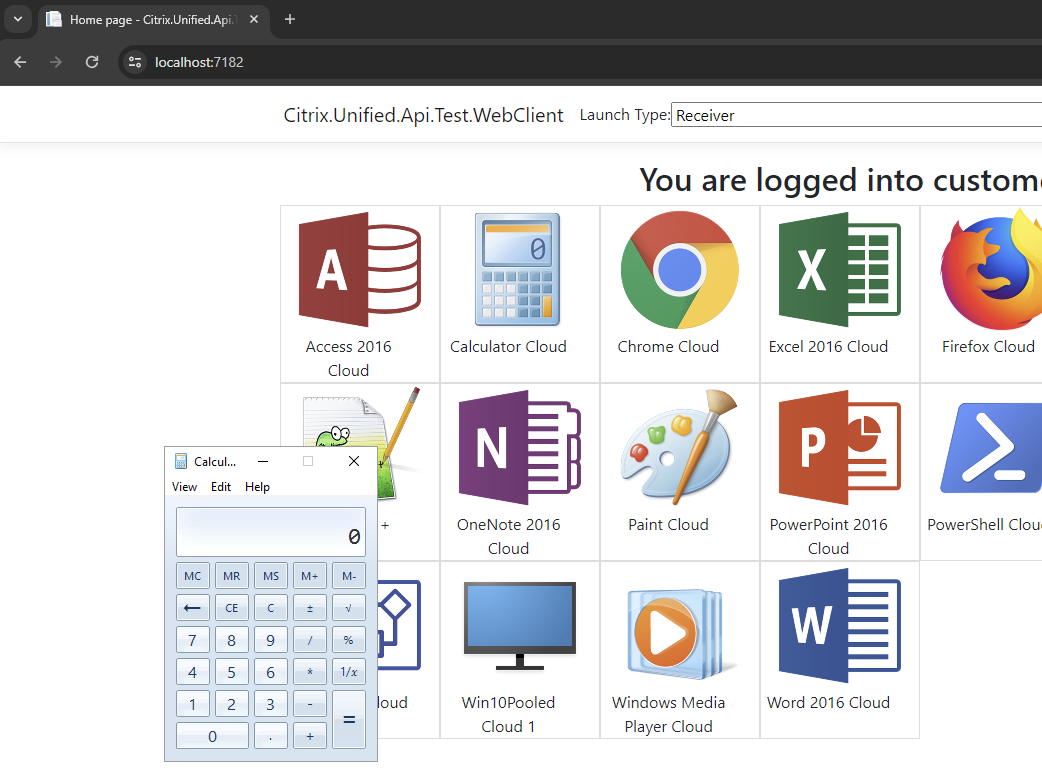 Home page - Citrix.Unified.Api.
localhost:7182
Citrix.Unified.Api.Test.WebClient
Launch Type: Receiver
You are logged into
A
0
X
Access 2016
Cloud
Calculator Cloud
Chrome Cloud
Excel 2016 Cloud
Firefox Cloud
N
P
+
OneNote 2016
Cloud
Paint Cloud
PowerPoint 2016
Cloud
PowerShell
W
Win10Pooled
Cloud 1
Windows Media
Player Cloud
Word 2016 Cloud
Calcul...
View Edit Help
0
MC MR MS M+ M-
← CE C ± √
7 8 9 / %
4 5 6 * 1/x
1 2 3 - =
0 . +